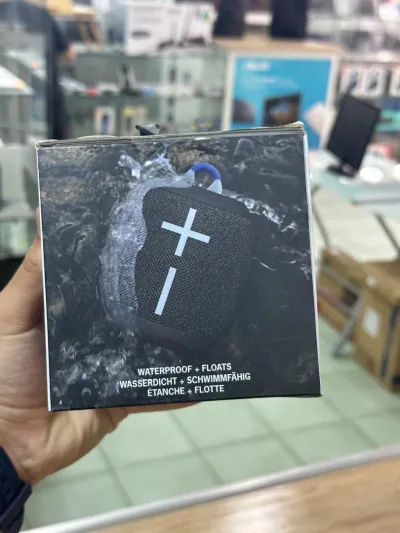 WATERPROOF + FLOATS
WASSERDICHT + SCHWIMMFÄHIG
ÉTANCHE + FLOTTE